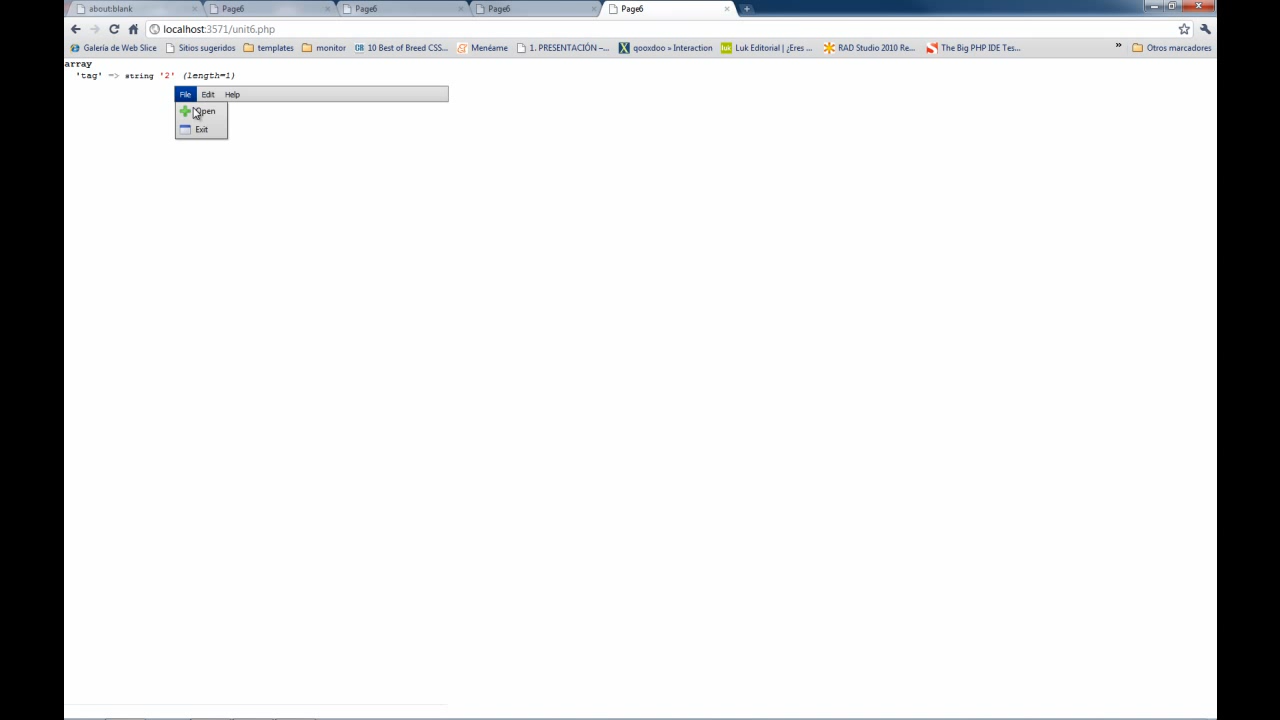 about:blank
Page6
Page6
Page6
Page6
localhost:3571/unit6.php
Galería de Web Slice
Sitios sugeridos
templates
monitor
10 Best of Breed CSS...
Menéame
1. PRESENTACIÓN –...
qooxdoo » Interaction
Luk Editorial | ¿Eres ...
RAD Studio 2010 Re...
The Big PHP IDE Tes...
»
Otros marcadores
array
'tag' => string '2' (length=1)
File Edit Help
Open
Exit